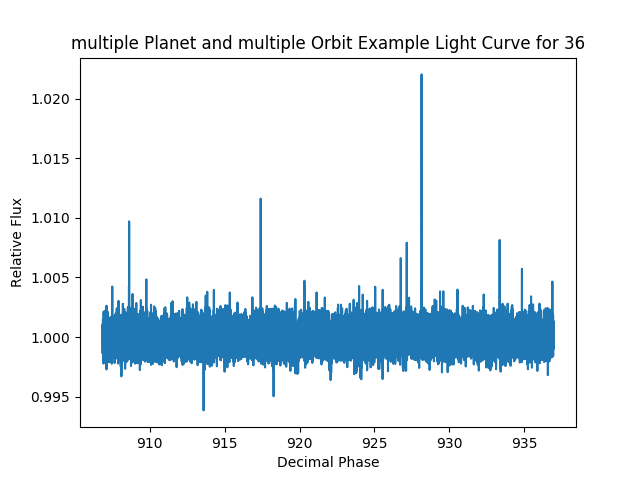 multiple Planet and multiple Orbit Example Light Curve for 36
1.020
1.015
1.010
1.005
1.000
0.995
Relative Flux
910 915 920 925 930 935
Decimal Phase